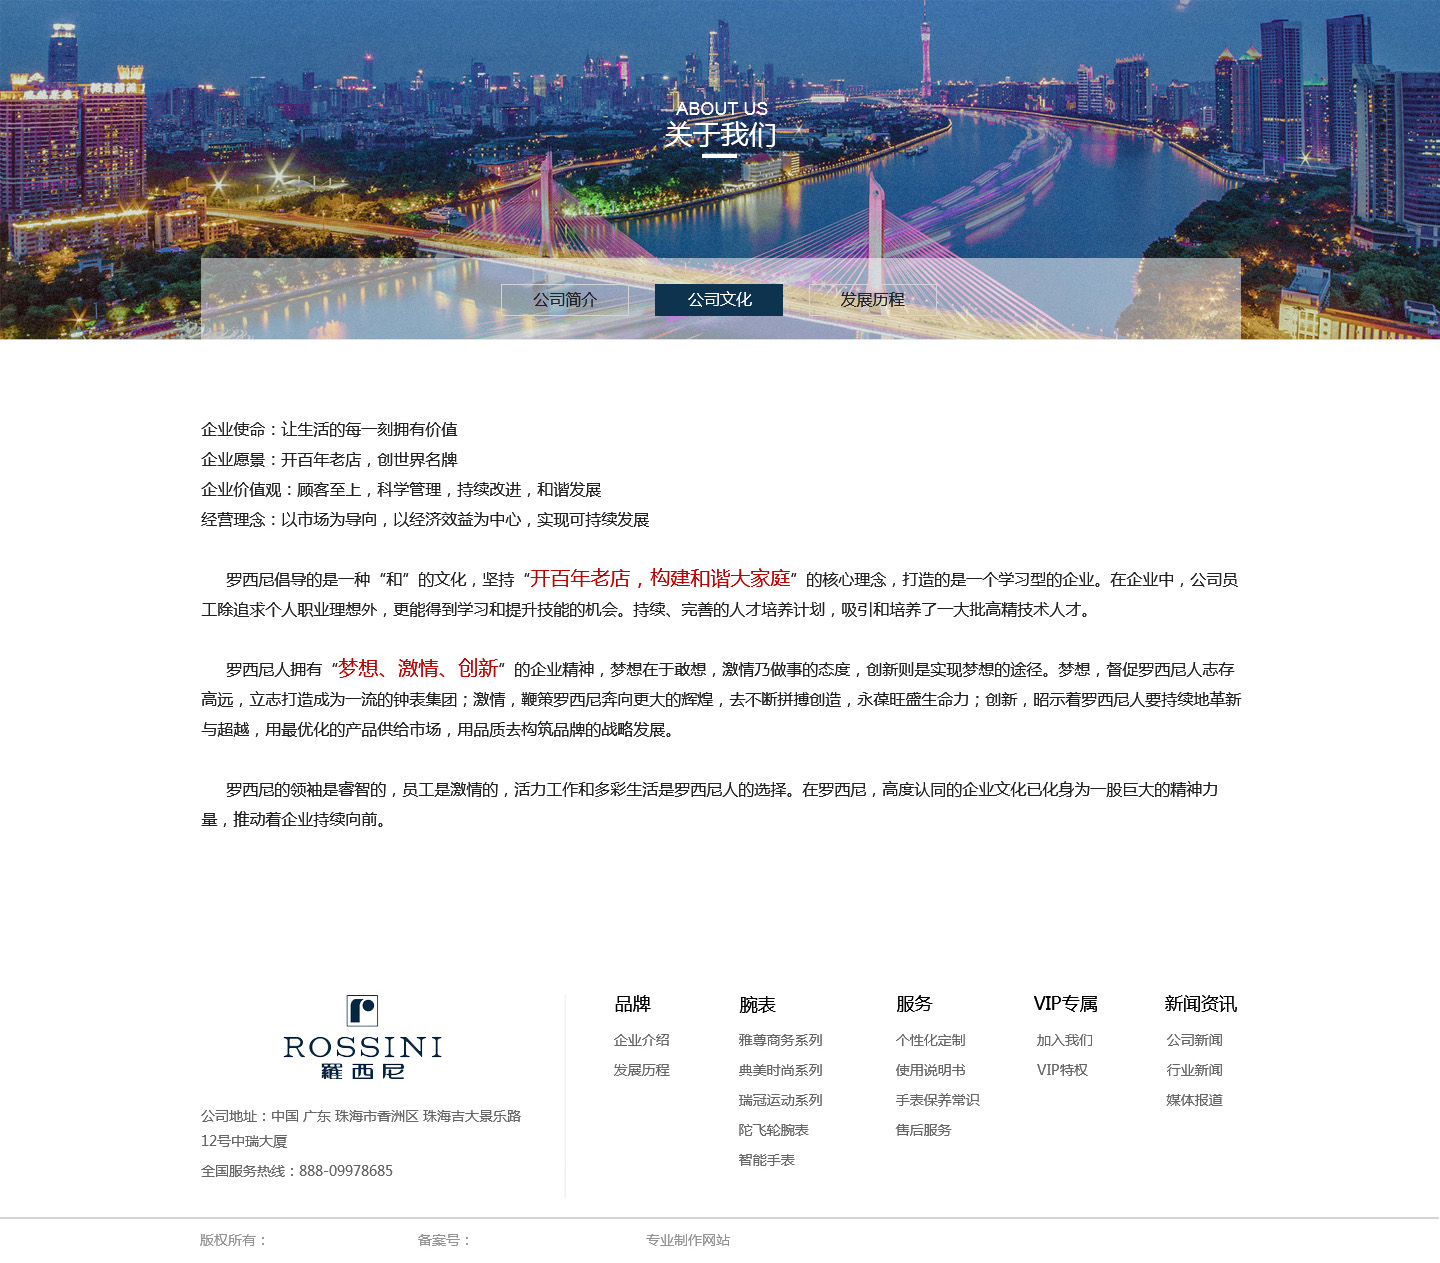 ABOUT US
关于我们
公司简介 公司文化 发展历程
企业使命：让生活的每一刻拥有价值
企业愿景：开百年老店，创世界名牌
企业价值观：顾客至上，科学管理，持续改进，和谐发展
经营理念：以市场为导向，以经济效益为中心，实现可持续发展
罗西尼倡导的是一种“和”的文化，坚持“开百年老店，构建和谐大家庭”的核心理念，打造的是一个学习型的企业。在企业中，公司员
工除追求个人职业理想外，更能得到学习和提升技能的机会。持续、完善的人才培养计划，吸引和培养了一大批高精技术人才。
罗西尼人拥有“梦想、激情、创新”的企业精神，梦想在于敢想，激情乃做事的态度，创新则是实现梦想的途径。梦想，督促罗西尼人志存
高远，立志打造成为一流的钟表集团；激情，鞭策罗西尼奔向更大的辉煌，去不断拼搏创造，永葆旺盛生命力；创新，昭示着罗西尼人要持续地革新
与超越，用最优化的产品供给市场，用品质去构筑品牌的战略发展。
罗西尼的领袖是睿智的，员工是激情的，活力工作和多彩生活是罗西尼人的选择。在罗西尼，高度认同的企业文化已化身为一股巨大的精神力
量，推动着企业持续向前。
r
ROSSINI
羅西尼
公司地址：中国 广东 珠海市香洲区 珠海吉大景乐路
12号中瑞大厦
全国服务热线：888-09978685
品牌
企业介绍
发展历程
腕表
雅尊商务系列
典美时尚系列
瑞冠运动系列
陀飞轮腕表
智能手表
服务
个性化定制
使用说明书
手表保养常识
售后服务
VIP专属
加入我们
VIP特权
新闻资讯
公司新闻
行业新闻
媒体报道
版权所有： 备案号： 专业制作网站